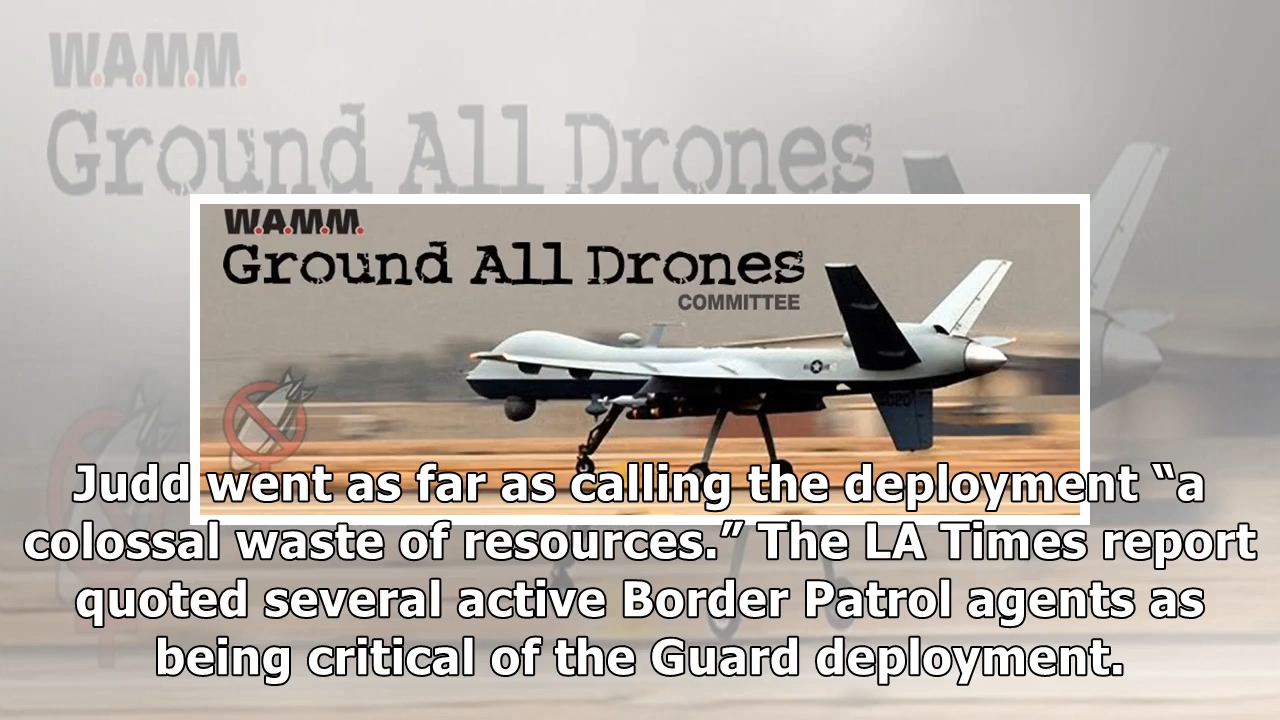 W.A.M.M.
Ground All Drones
W.A.M.M.
Ground All Drones
COMMITTEE
Judd went as far as calling the deployment “a
colossal waste of resources.” The LA Times report
quoted several active Border Patrol agents as
being critical of the Guard deployment.